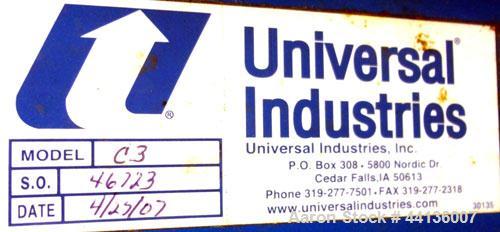 Universal®
Industries
Universal Industries, Inc.
P.O. Box 308 · 5800 Nordic Dr.
Cedar Falls, IA 50613
Phone 319-277-7501 · FAX 319-277-2318
www.universalindustries.com
30135
®
MODEL C3
S.O. 46723
DATE 4/27/07
Aaron Stock # 44136007